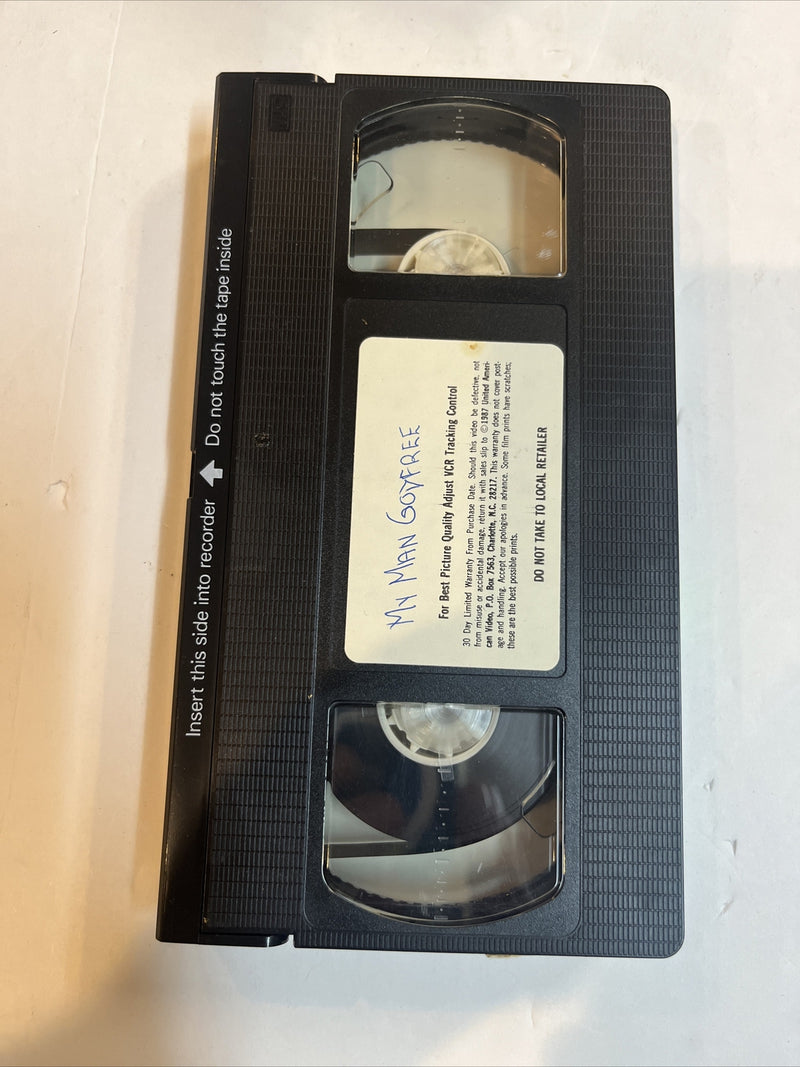 Insert this side into recorder ⬆ Do not touch the tape inside
MY MAN GODFREE
For Best Picture Quality Adjust VCR Tracking Control
30 Day Limited Warranty From Purchase Date. Should this video be defective, not
from misuse or accidental damage, return it with sales slip to ©1987 United Ameri-
can Video, P.O. Box 7563, Charlotte, N.C. 28217. This warranty does not cover post-
age and handling. Accept our apologies in advance. Some film prints have scratches;
these are the best possible prints.
DO NOT TAKE TO LOCAL RETAILER
VHS